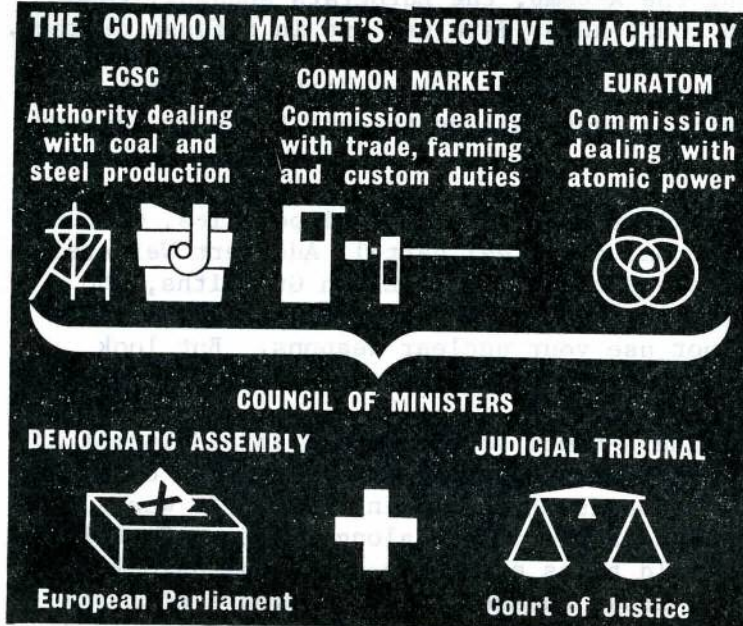 THE COMMON MARKET'S EXECUTIVE MACHINERY
ECSC
Authority dealing
with coal and
steel production
COMMON MARKET
Commission dealing
with trade, farming
and custom duties
EURATOM
Commission
dealing with
atomic power
COUNCIL OF MINISTERS
DEMOCRATIC ASSEMBLY
European Parliament
JUDICIAL TRIBUNAL
Court of Justice